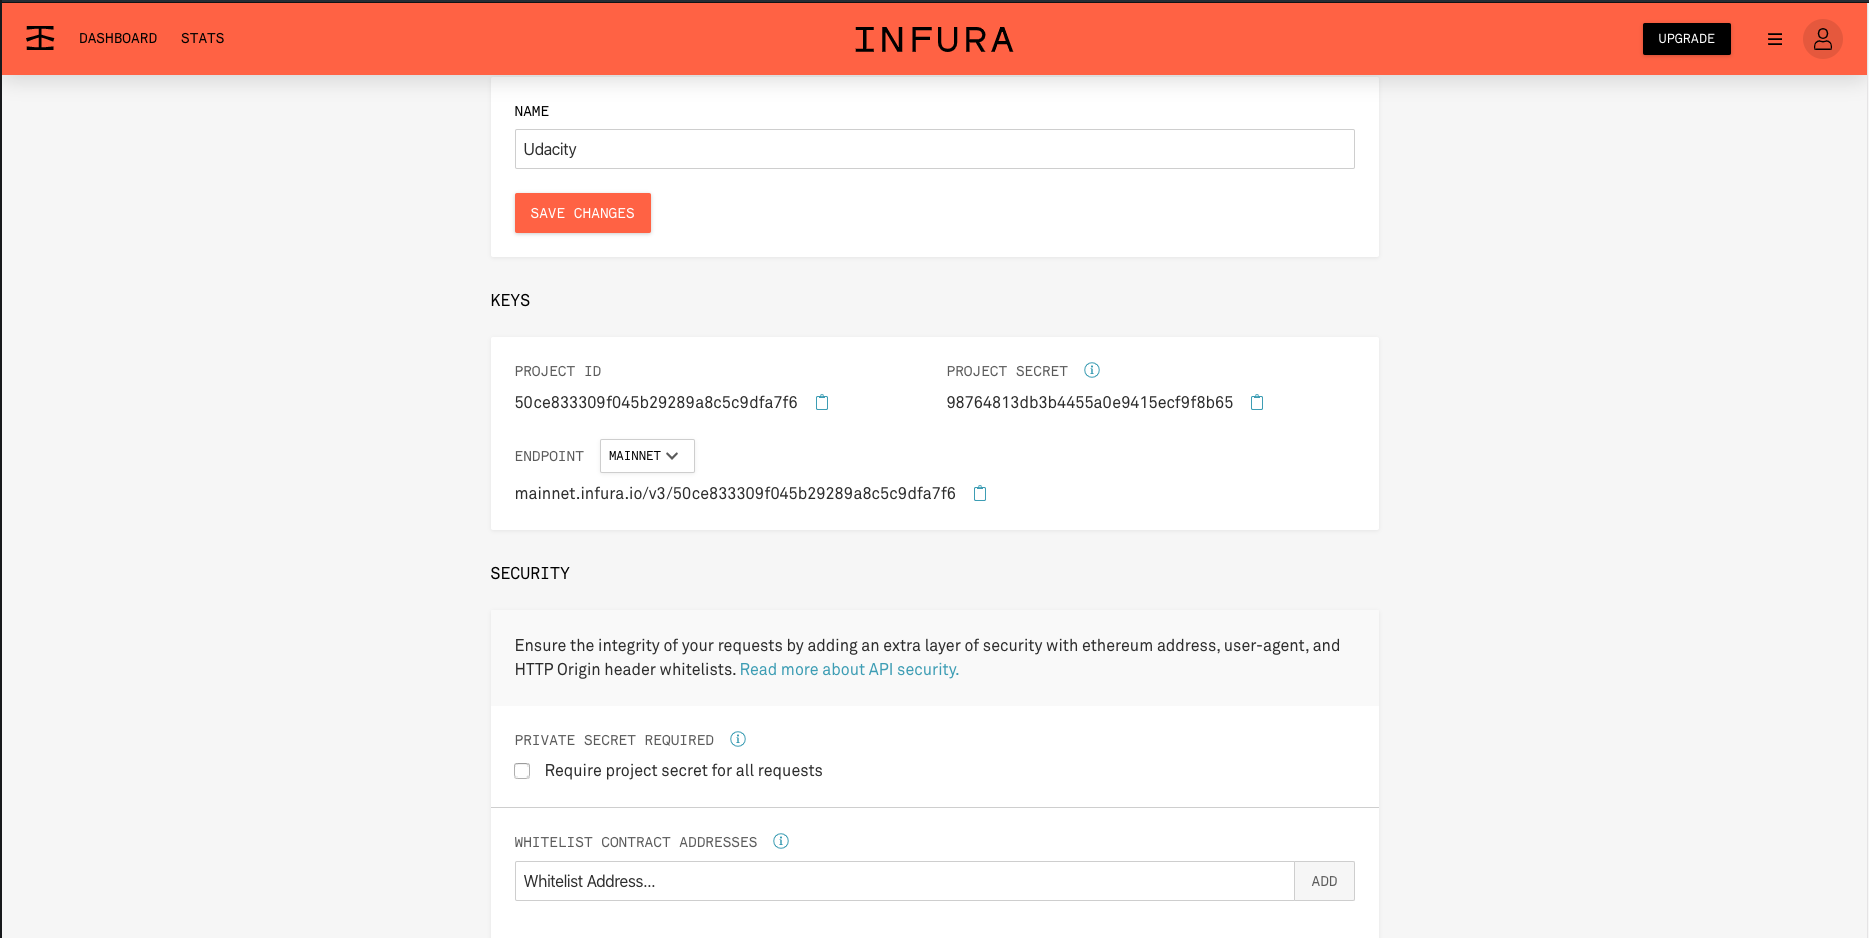 DASHBOARD STATS INFURA UPGRADE
NAME
Udacity
SAVE CHANGES
KEYS
PROJECT ID PROJECT SECRET
50ce833309f045b29289a8c5c9dfa7f6 98764813db3b4455a0e9415ecf9f8b65
ENDPOINT MAINNET
mainnet.infura.io/v3/50ce833309f045b29289a8c5c9dfa7f6
SECURITY
Ensure the integrity of your requests by adding an extra layer of security with ethereum address, user-agent, and
HTTP Origin header whitelists. Read more about API security.
PRIVATE SECRET REQUIRED
Require project secret for all requests
WHITELIST CONTRACT ADDRESSES
Whitelist Address... ADD